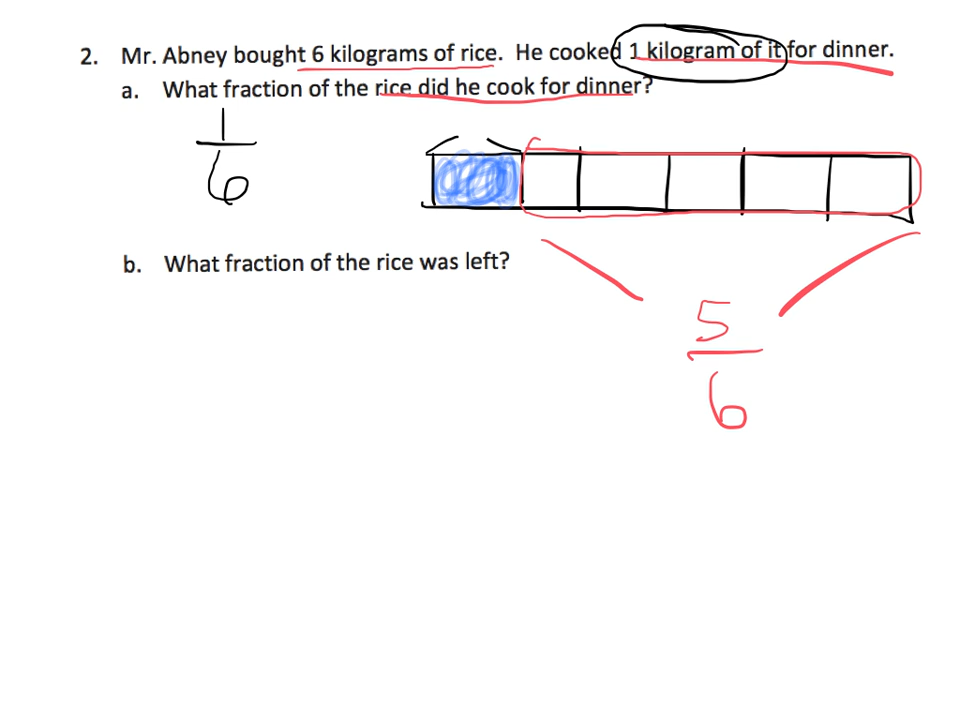 2. Mr. Abney bought 6 kilograms of rice. He cooked 1 kilogram of it for dinner.
a. What fraction of the rice did he cook for dinner?
1
6
b. What fraction of the rice was left?
5
6